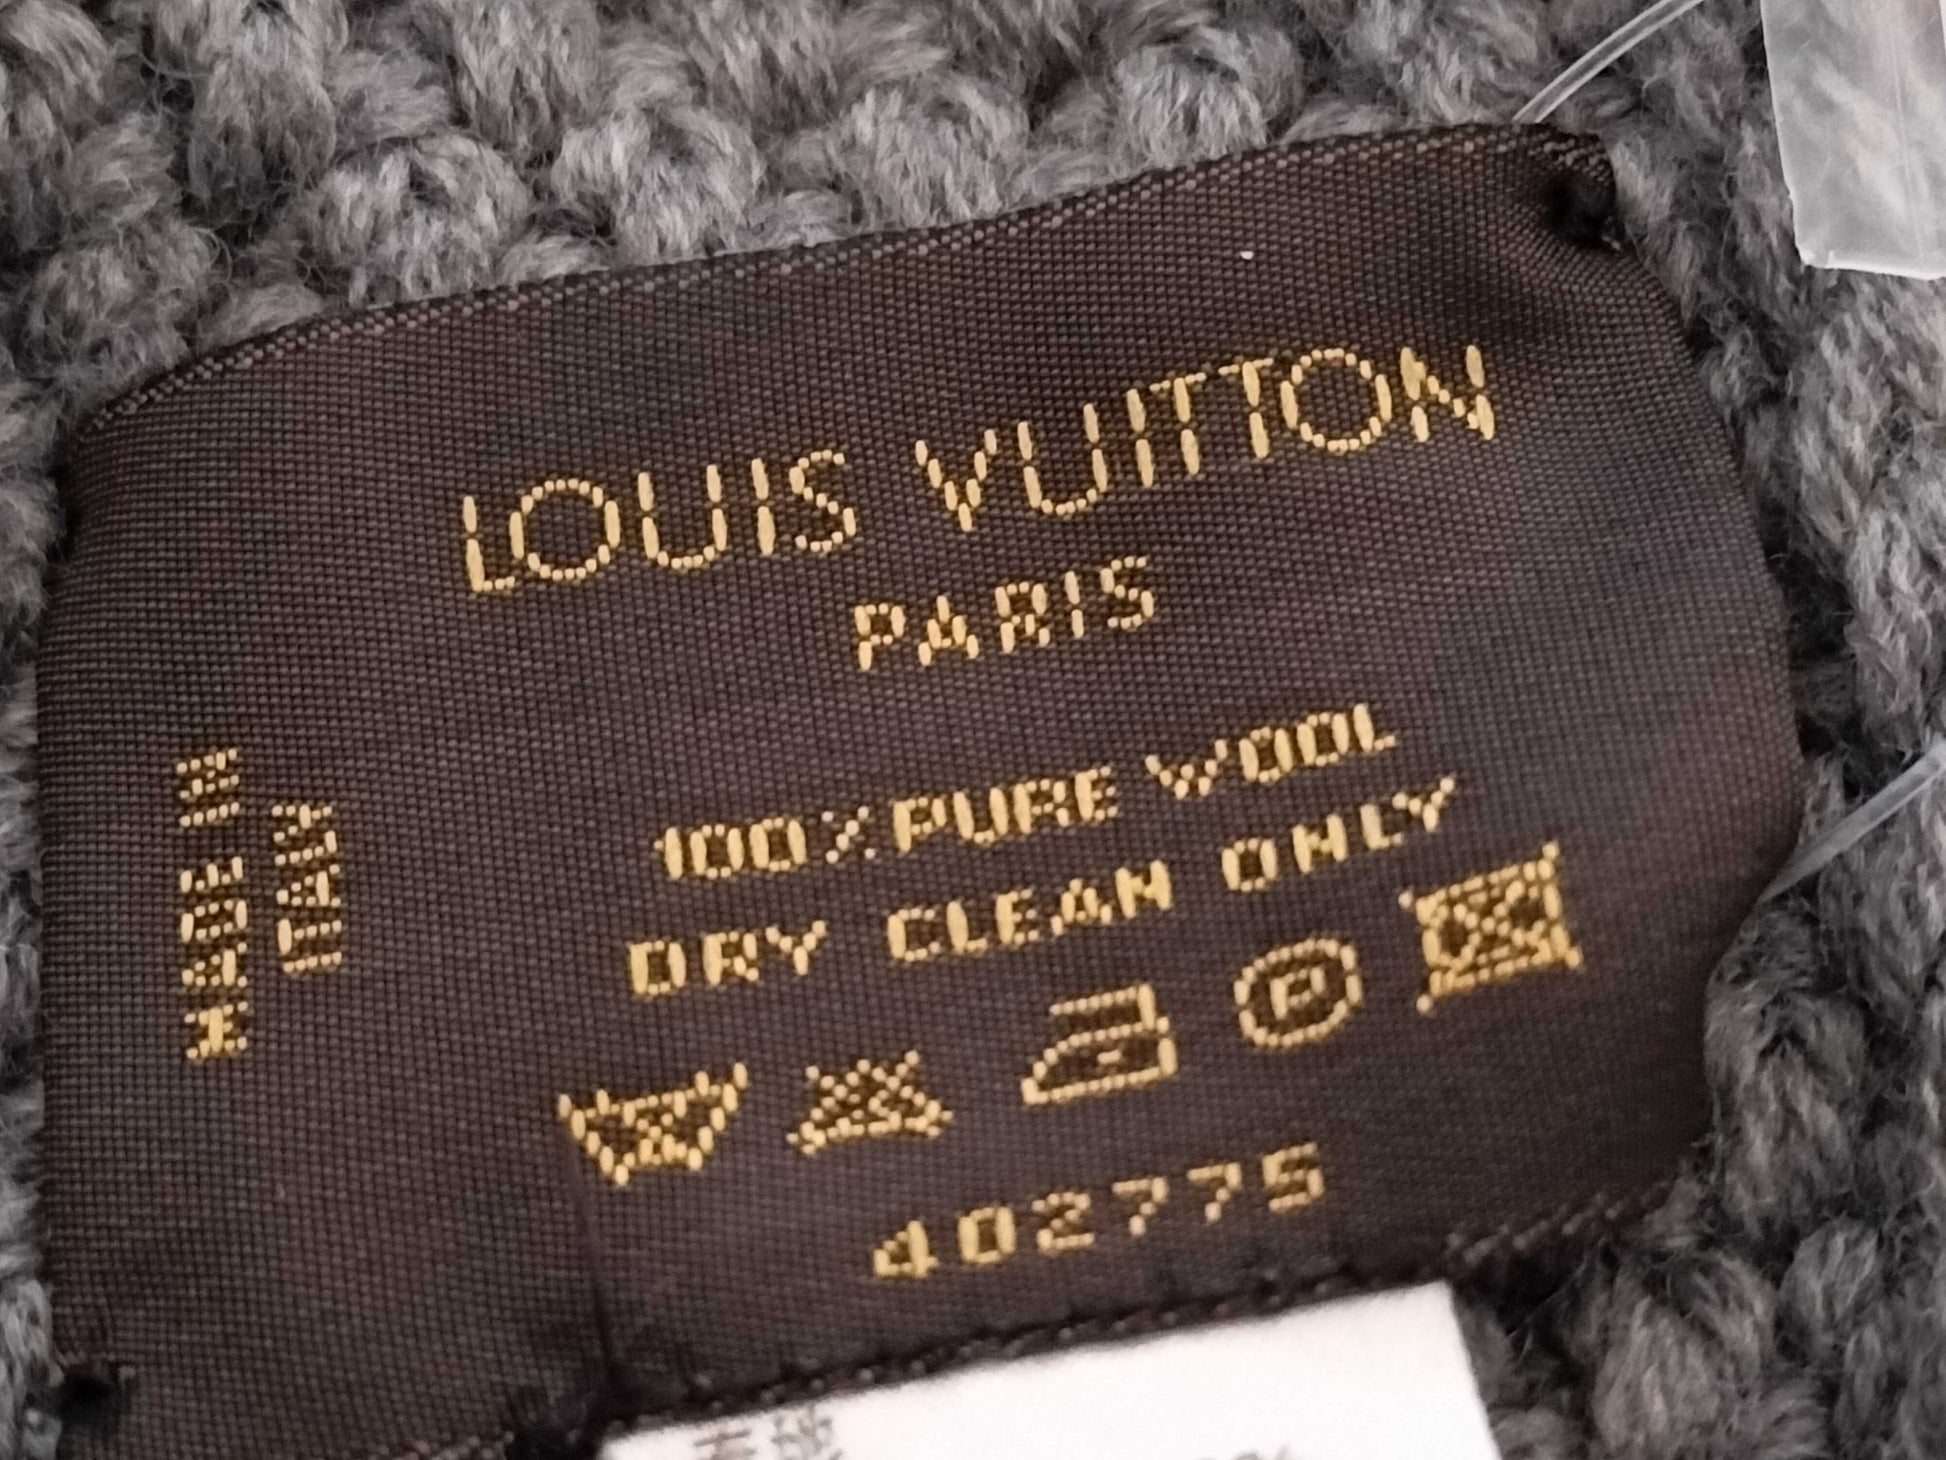 LOUIS VUITTON
PARIS
100% PURE WOOL
DRY CLEAN ONLY
P
402775
MADE IN
ITALY